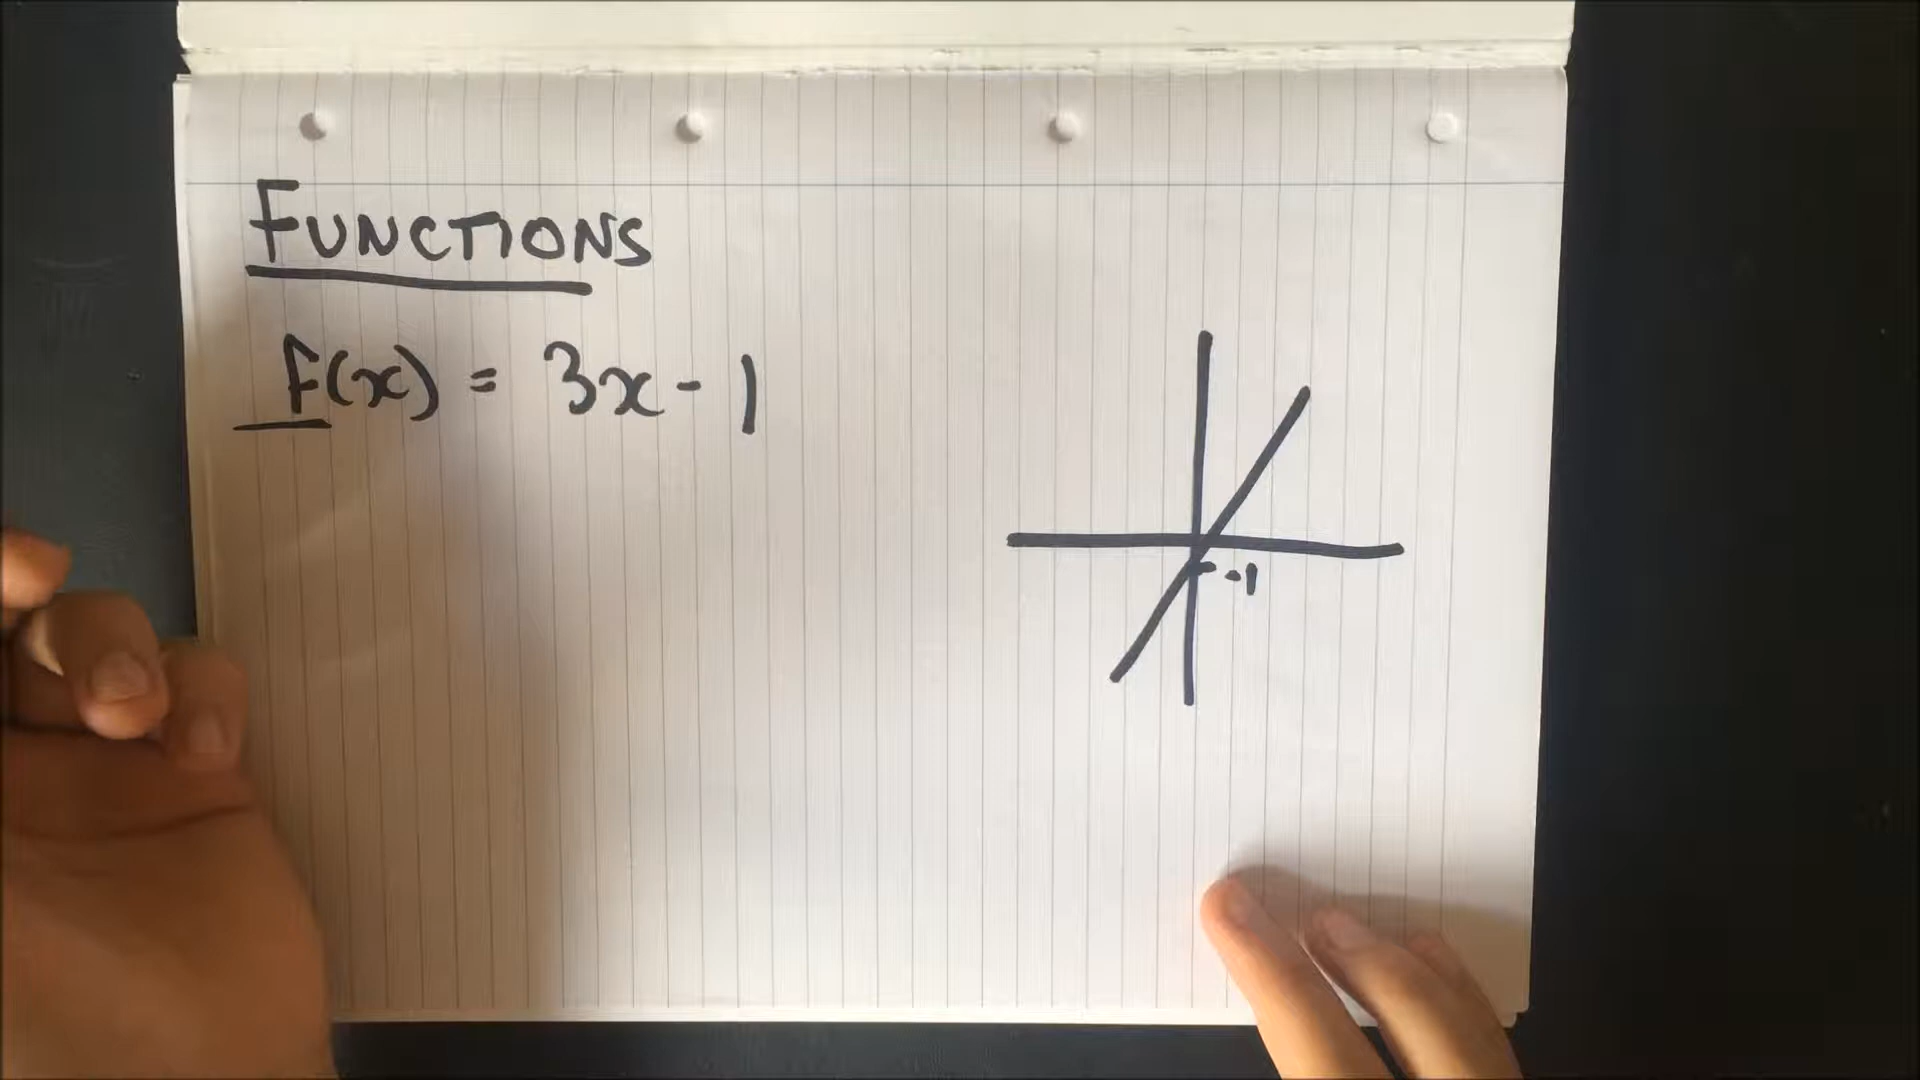 FUNCTIONS
F(x) = 3x - 1
-1